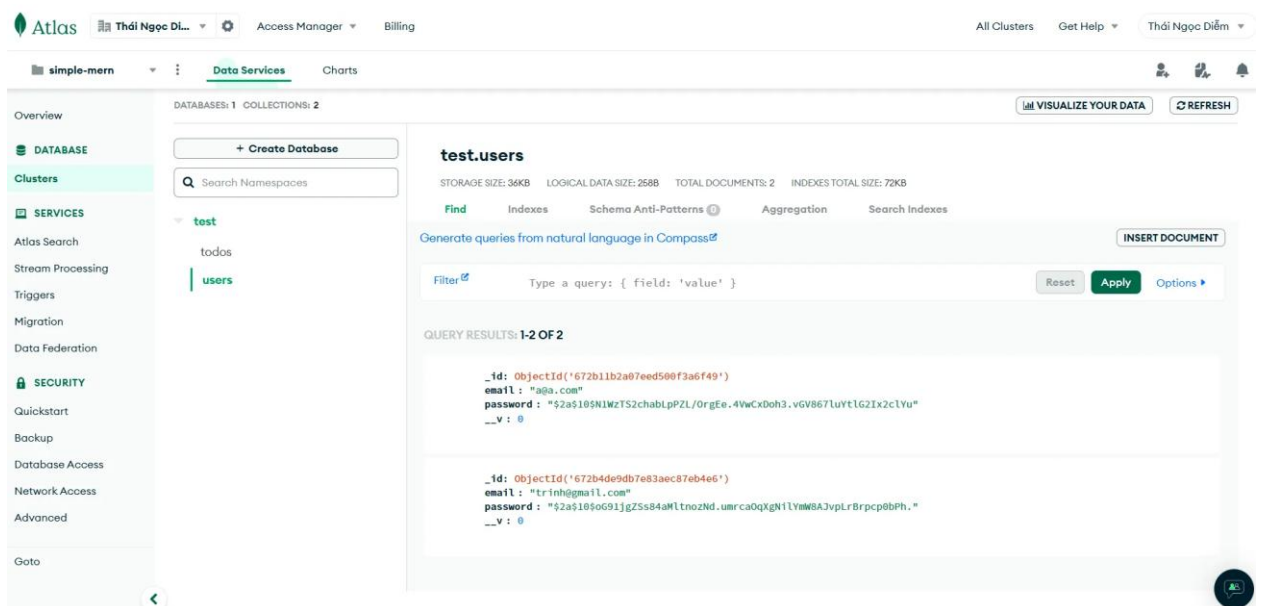 Atlas Thái Ngọc Di... Access Manager Billing All Clusters Get Help Thái Ngọc Diễm
simple-mern Data Services Charts
Overview
DATABASE
Clusters
SERVICES
Atlas Search
Stream Processing
Triggers
Migration
Data Federation
SECURITY
Quickstart
Backup
Database Access
Network Access
Advanced
Goto
DATABASES: 1 COLLECTIONS: 2
VISUALIZE YOUR DATA REFRESH
+ Create Database
Search Namespaces
test
todos
users
test.users
STORAGE SIZE: 36KB LOGICAL DATA SIZE: 258B TOTAL DOCUMENTS: 2 INDEXES TOTAL SIZE: 72KB
Find Indexes Schema Anti-Patterns 0 Aggregation Search Indexes
Generate queries from natural language in Compass
INSERT DOCUMENT
Filter Type a query: { field: 'value' } Reset Apply Options
QUERY RESULTS: 1-2 OF 2
_id: ObjectId('672b11b2a07eed500f3a6f49')
email : "a@a.com"
password : "$2a$10$N1WzTS2chabLpPZL/OrgEe.4VwCxDoh3.vGV867luYtlG2Ix2clYu"
__v : 0
_id: ObjectId('672b4de9db7e83aec87eb4e6')
email : "trinh@gmail.com"
password : "$2a$10$oG91jgZSs84aMltnozNd.umrcaOqXgNilYmW8AJvpLrBrpcp0bPh."
__v : 0